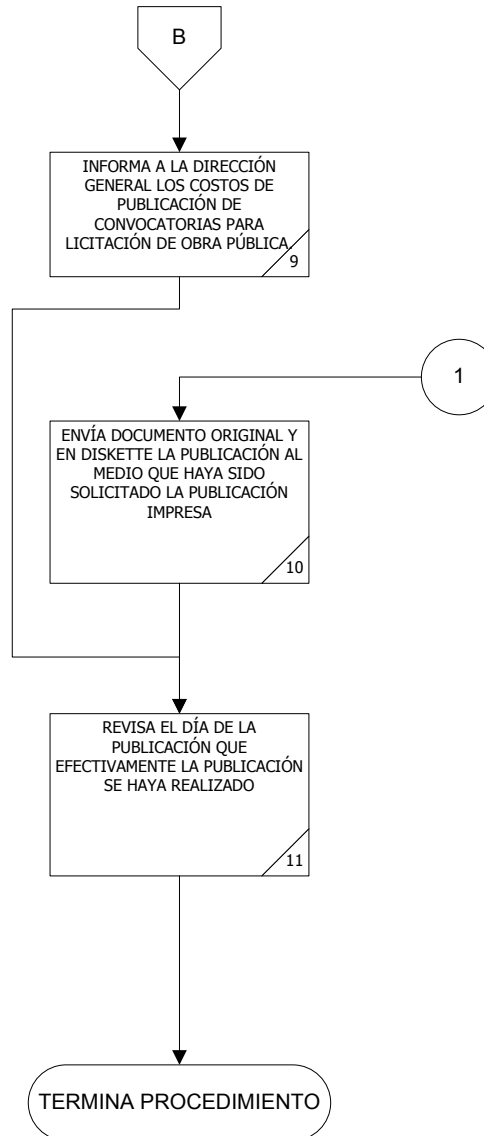 B
INFORMA A LA DIRECCIÓN
GENERAL LOS COSTOS DE
PUBLICACIÓN DE
CONVOCATORIAS PARA
LICITACIÓN DE OBRA PÚBLICA.
9
1
ENVÍA DOCUMENTO ORIGINAL Y
EN DISKETTE LA PUBLICACIÓN AL
MEDIO QUE HAYA SIDO
SOLICITADO LA PUBLICACIÓN
IMPRESA
10
REVISA EL DÍA DE LA
PUBLICACIÓN QUE
EFECTIVAMENTE LA PUBLICACIÓN
SE HAYA REALIZADO
11
TERMINA PROCEDIMIENTO